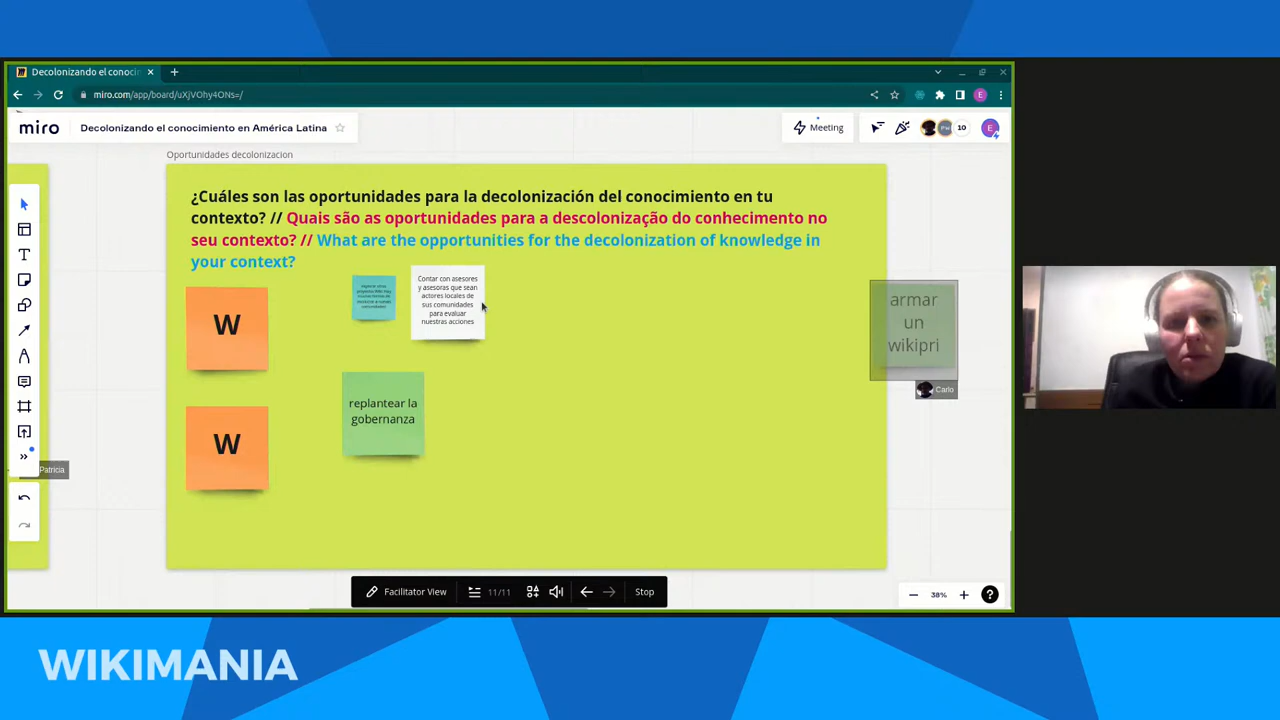 Decolonizando el conoci
miro.com/app/board/uXjVOhy4ONs=/
miro
Decolonizando el conocimiento en América Latina
Meeting
10
E
Oportunidades decolonizacion
¿Cuáles son las oportunidades para la decolonización del conocimiento en tu
contexto? // Quais são as oportunidades para a descolonização do conhecimento no
seu contexto? // What are the opportunities for the decolonization of knowledge in
your context?
W
Contar con asesores
y asesoras que sean
actores locales de
sus comunidades
para evaluar
nuestras acciones
armar
un
wikipri
Carlo
replantear la
gobernanza
W
Patricia
Facilitator View
11/11
Stop
38%
WIKIMANIA